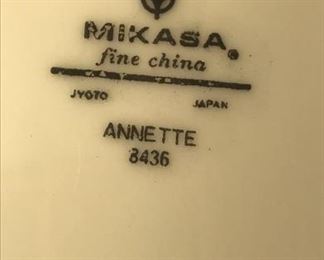 MIKASA®
fine china
JYOTO JAPAN
ANNETTE
8436